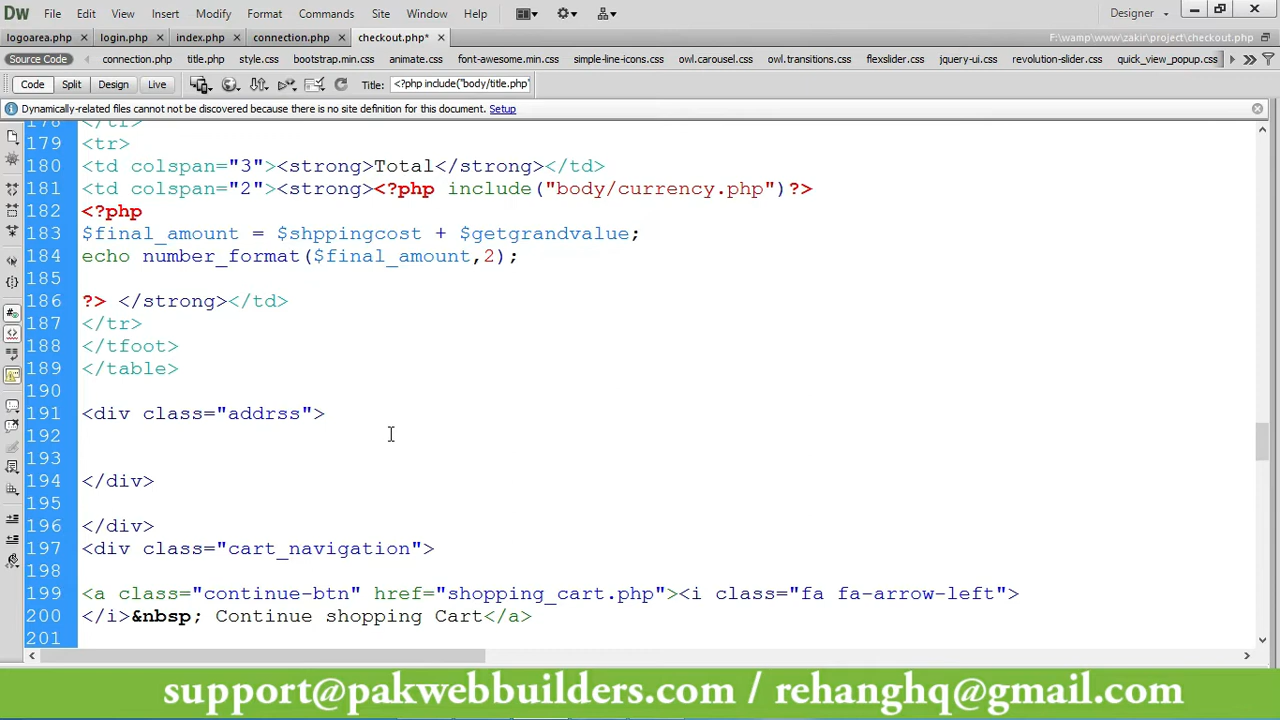 Dw File Edit View Insert Modify Format Commands Site Window Help Designer
logoarea.php login.php index.php connection.php checkout.php* F:\wamp\www\zakir\project\checkout.php
Source Code connection.php title.php style.css bootstrap.min.css animate.css font-awesome.min.css simple-line-icons.css owl.carousel.css owl.transitions.css flexslider.css jquery-ui.css revolution-slider.css quick_view_popup.css
Code Split Design Live Title: <?php include("body/title.php"
Dynamically-related files cannot be discovered because there is no site definition for this document. Setup
178 </tr>
179 <tr>
180 <td colspan="3"><strong>Total</strong></td>
181 <td colspan="2"><strong><?php include("body/currency.php")?>
182 <?php
183 $final_amount = $shppingcost + $getgrandvalue;
184 echo number_format($final_amount,2);
185
186 ?> </strong></td>
187 </tr>
188 </tfoot>
189 </table>
190
191 <div class="addrss">
192
193
194 </div>
195
196 </div>
197 <div class="cart_navigation">
198
199 <a class="continue-btn" href="shopping_cart.php"><i class="fa fa-arrow-left">
200 </i>&nbsp; Continue shopping Cart</a>
201
support@pakwebbuilders.com / rehanghq@gmail.com